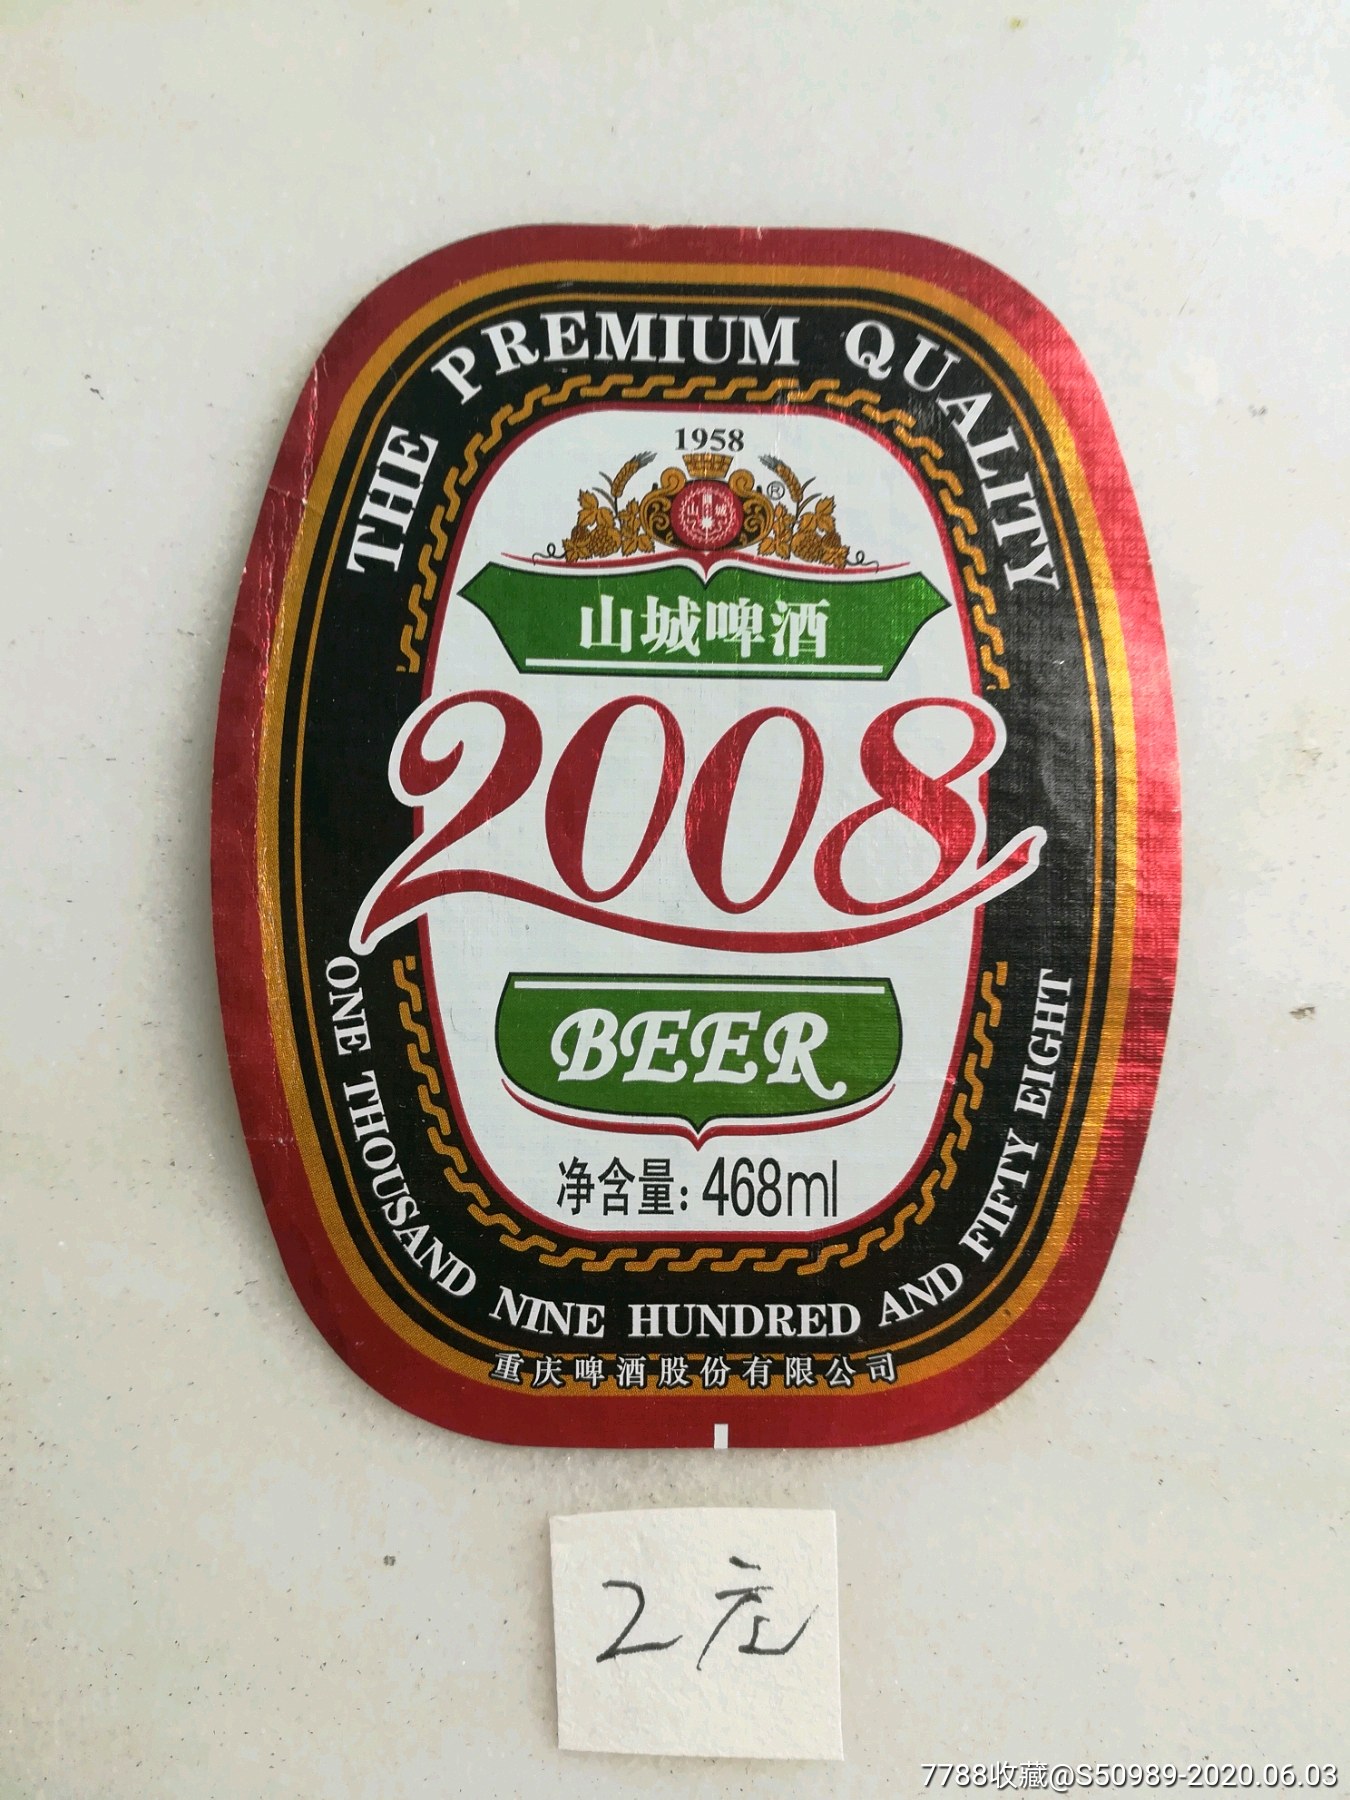 THE PREMIUM QUALITY
1958
®
山城
山城啤酒
2008
BEER
净含量：468ml
ONE THOUSAND NINE HUNDRED AND FIFTY EIGHT
重庆啤酒股份有限公司
7788收藏@S50989-2020.06.03